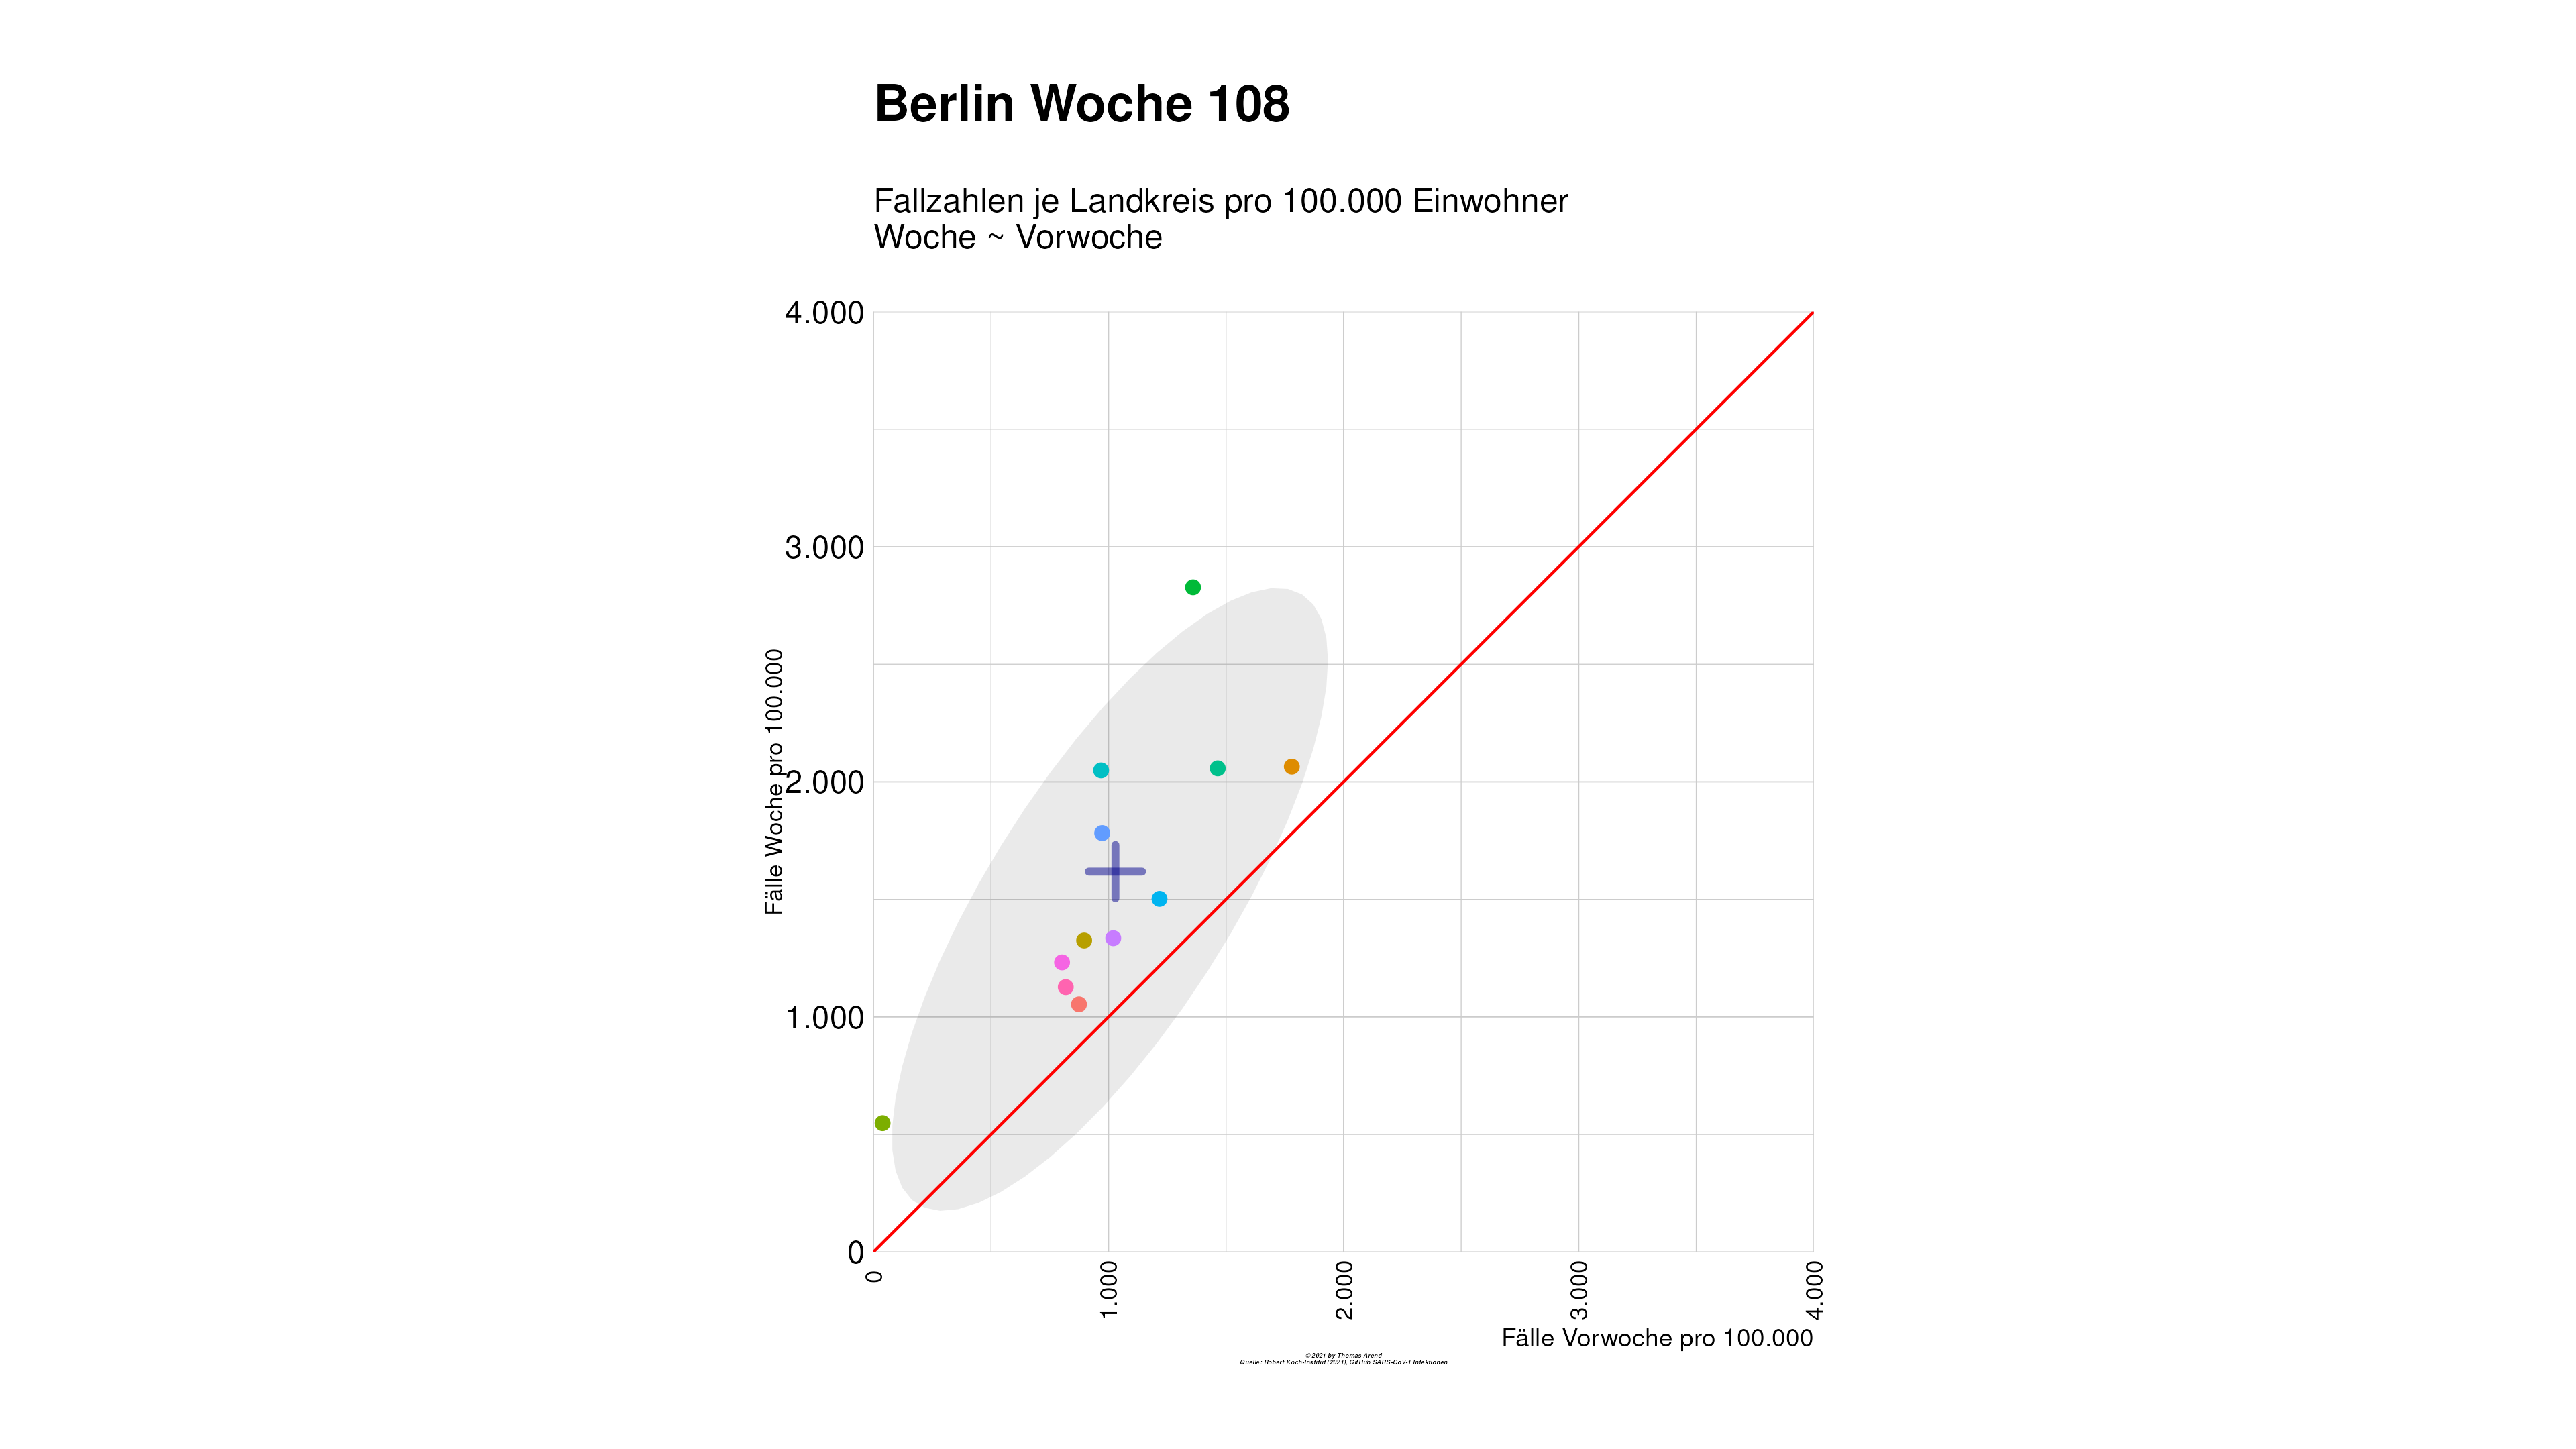 Berlin Woche 108
Fallzahlen je Landkreis pro 100.000 Einwohner
Woche ~ Vorwoche
4.000
3.000
2.000
1.000
0
Fälle Woche pro 100.000
0
1.000
2.000
3.000
4.000
Fälle Vorwoche pro 100.000
© 2021 by Thomas Arend
Quelle: Robert Koch-Institut (2021), GitHub SARS-CoV-1 Infektionen